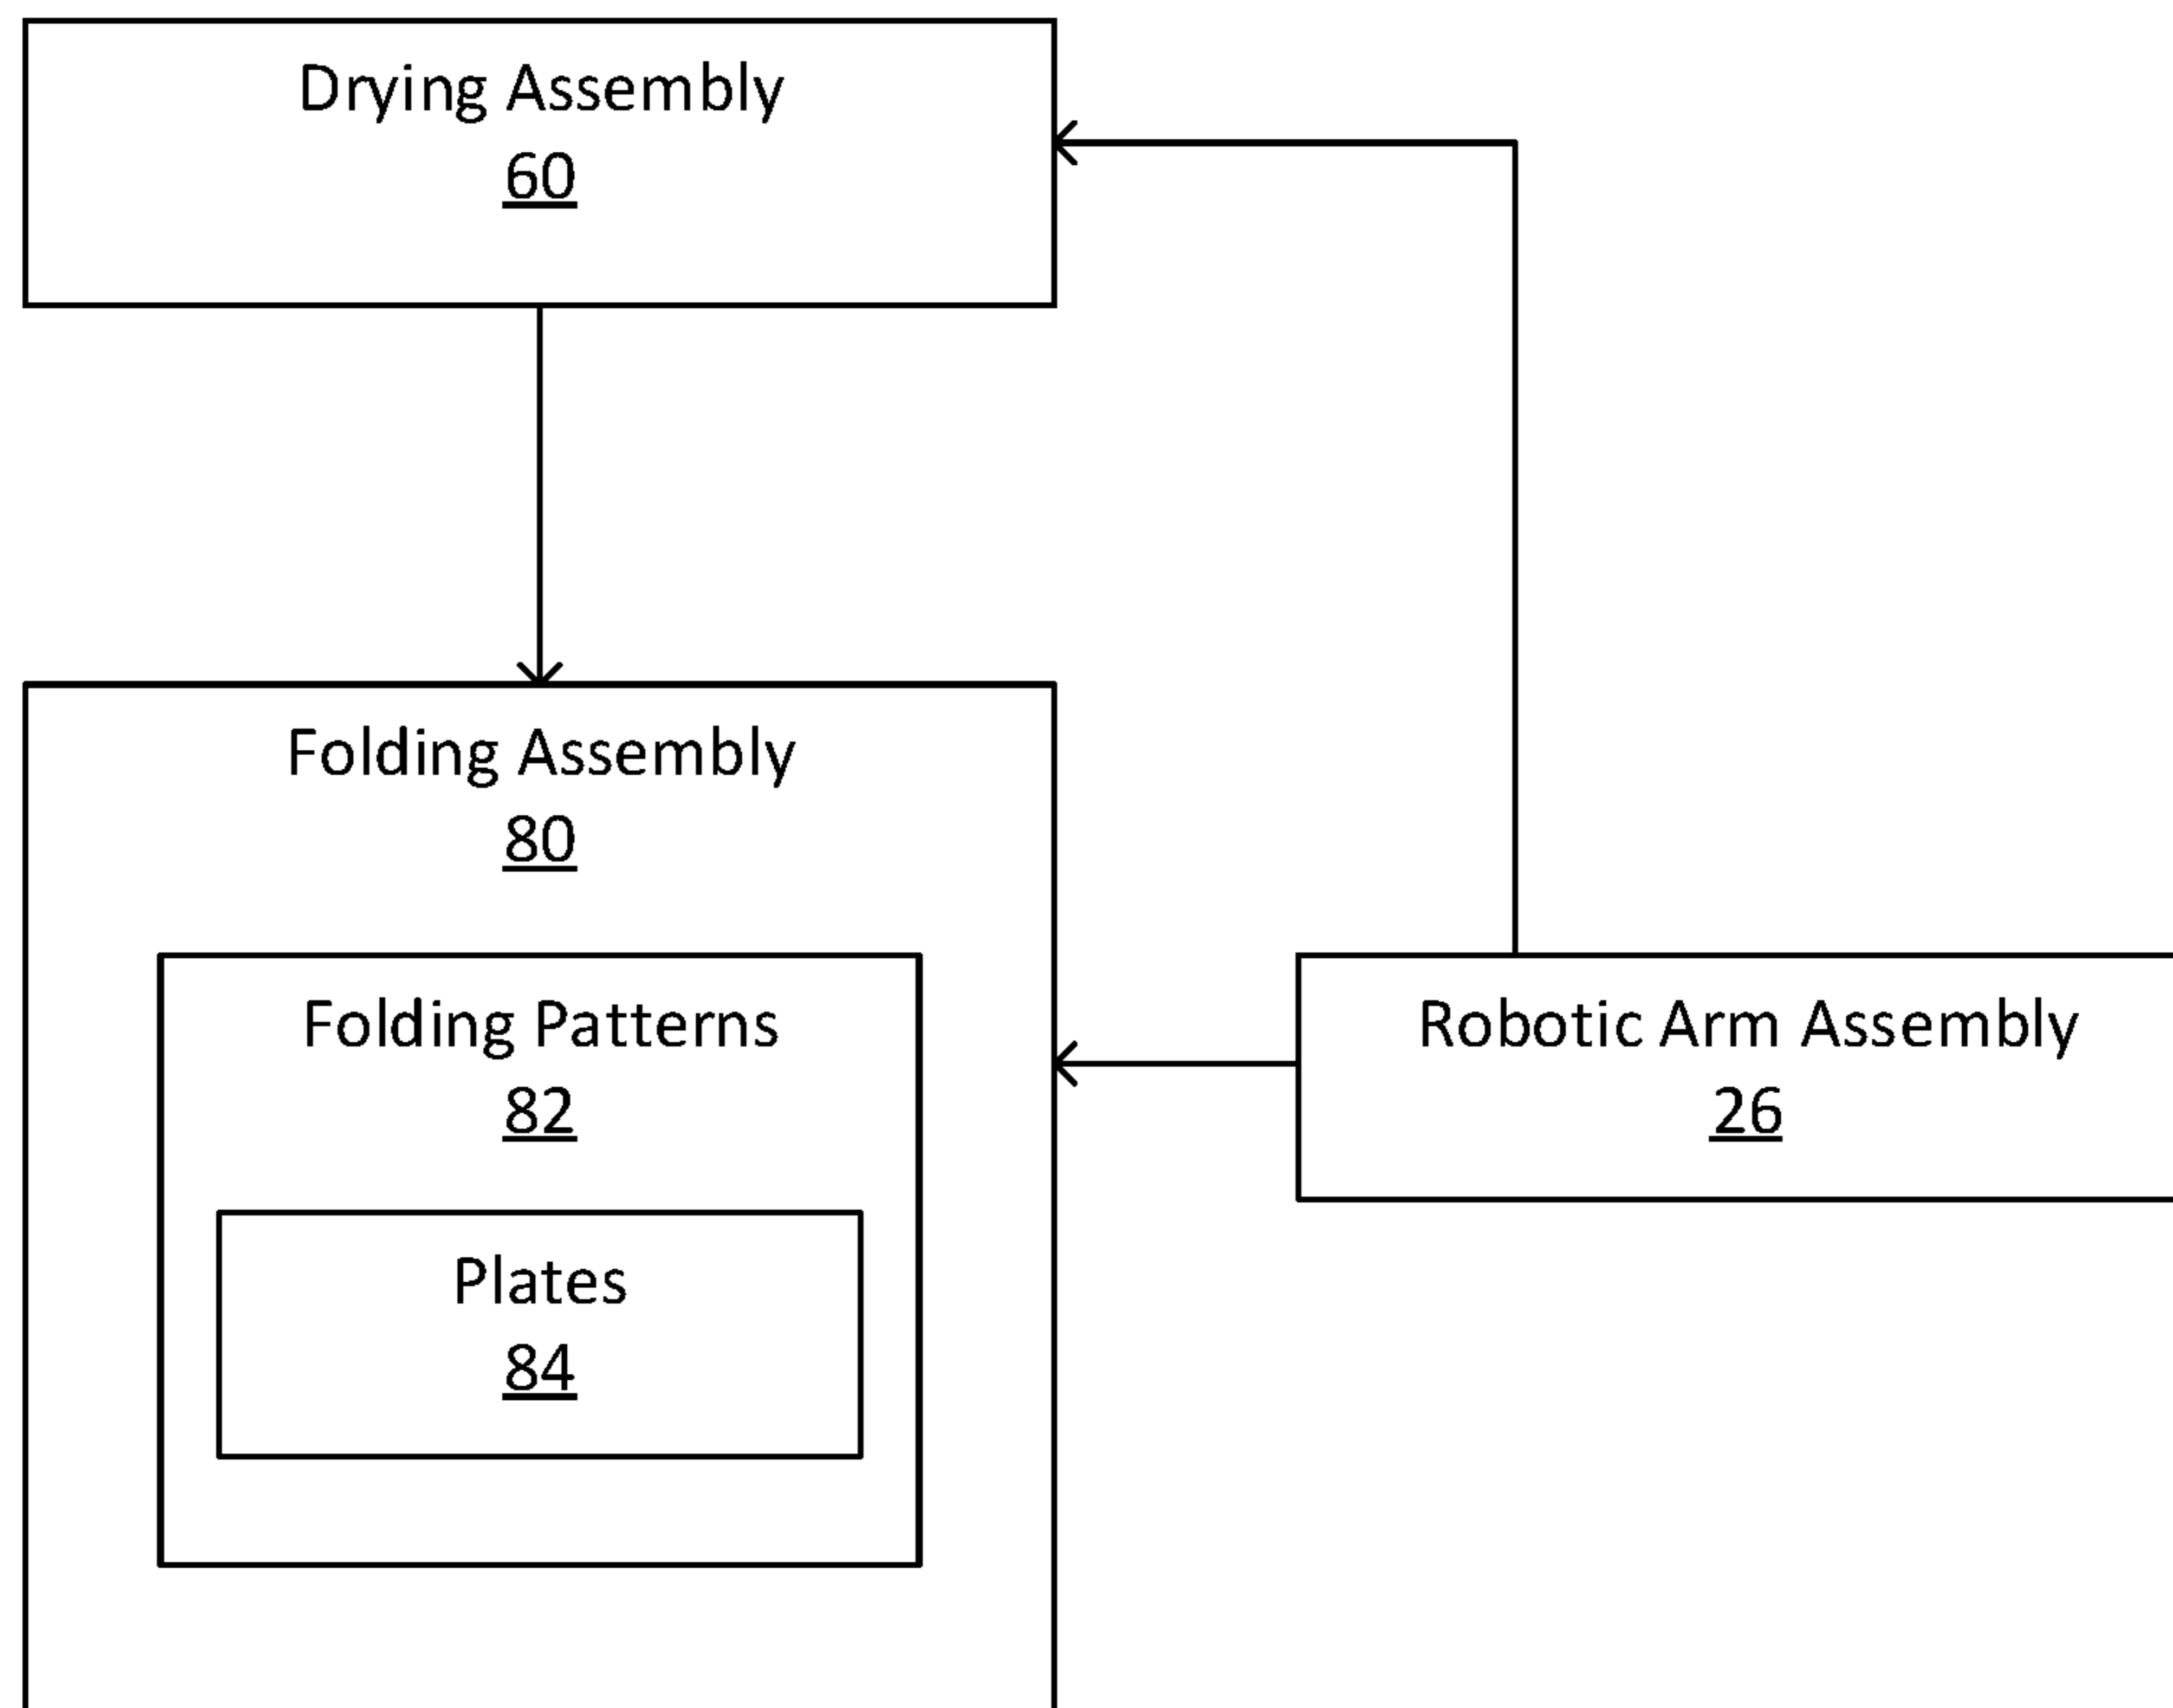 Drying Assembly
60
Folding Assembly
80
Folding Patterns
82
Plates
84
Robotic Arm Assembly
26